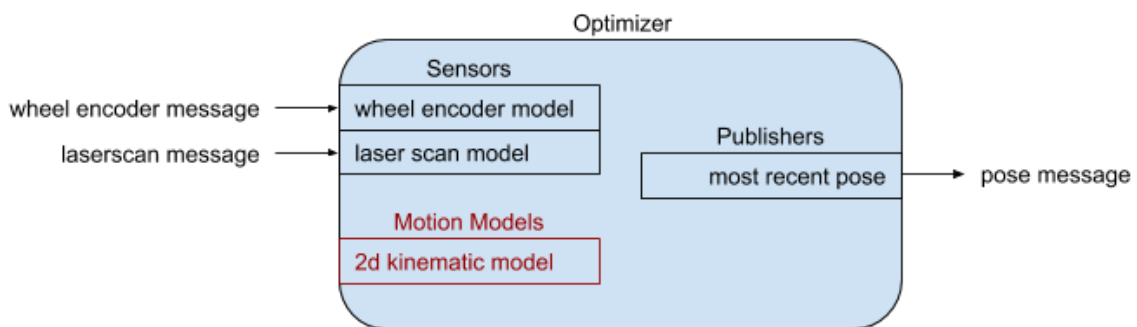 Optimizer
Sensors
wheel encoder message
wheel encoder model
laserscan message
laser scan model
Publishers
most recent pose
pose message
Motion Models
2d kinematic model